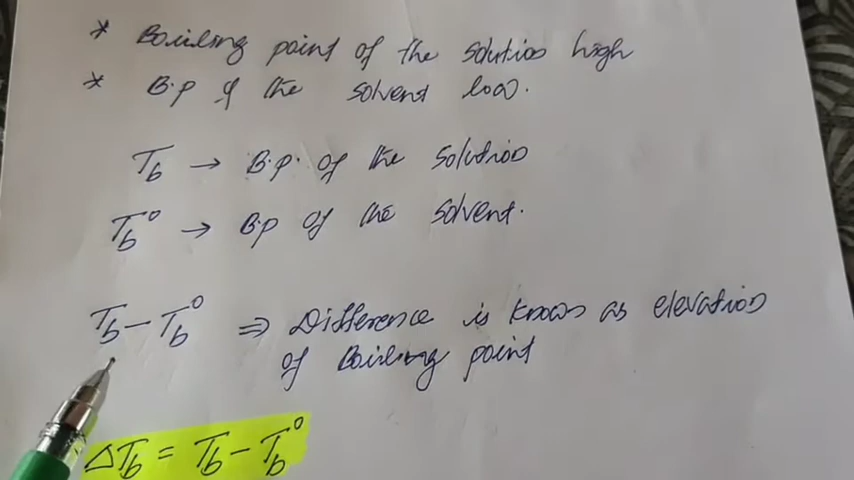 * Boiling point of the solution high
* B.p of the solvent low.
Tb → B.p. of the solution
Tb° → B.p of the solvent.
Tb - Tb° ⇒ Difference is known as elevation
of Boiling point
ΔTb = Tb - Tb°